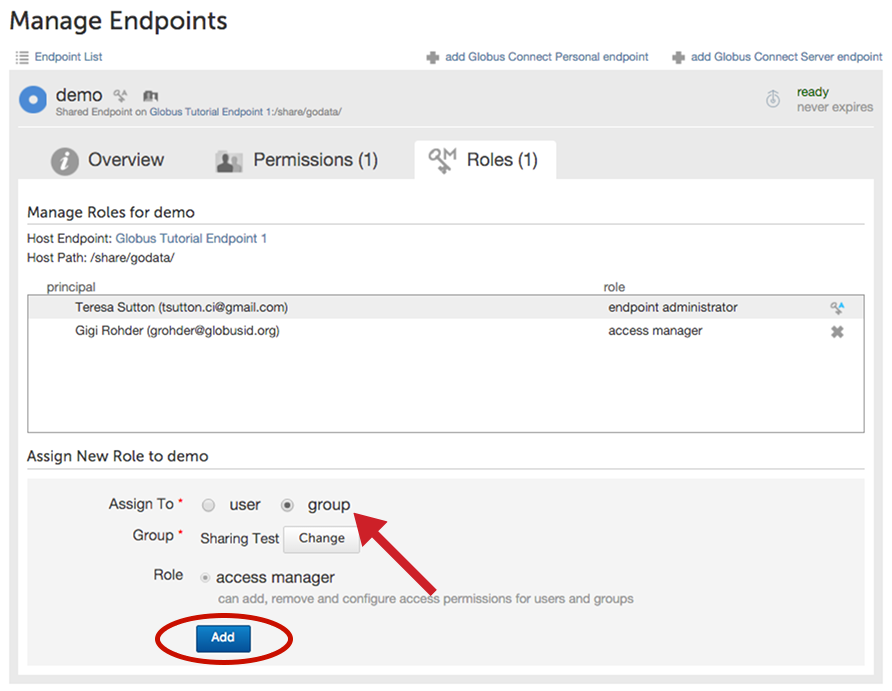 Manage Endpoints
Endpoint List add Globus Connect Personal endpoint add Globus Connect Server endpoint
demo ready
Shared Endpoint on Globus Tutorial Endpoint 1:/share/godata/ never expires
Overview Permissions (1) Roles (1)
Manage Roles for demo
Host Endpoint: Globus Tutorial Endpoint 1
Host Path: /share/godata/
principal role
Teresa Sutton (tsutton.ci@gmail.com) endpoint administrator
Gigi Rohder (grohder@globusid.org) access manager
Assign New Role to demo
Assign To * user group
Group * Sharing Test Change
Role access manager
can add, remove and configure access permissions for users and groups
Add